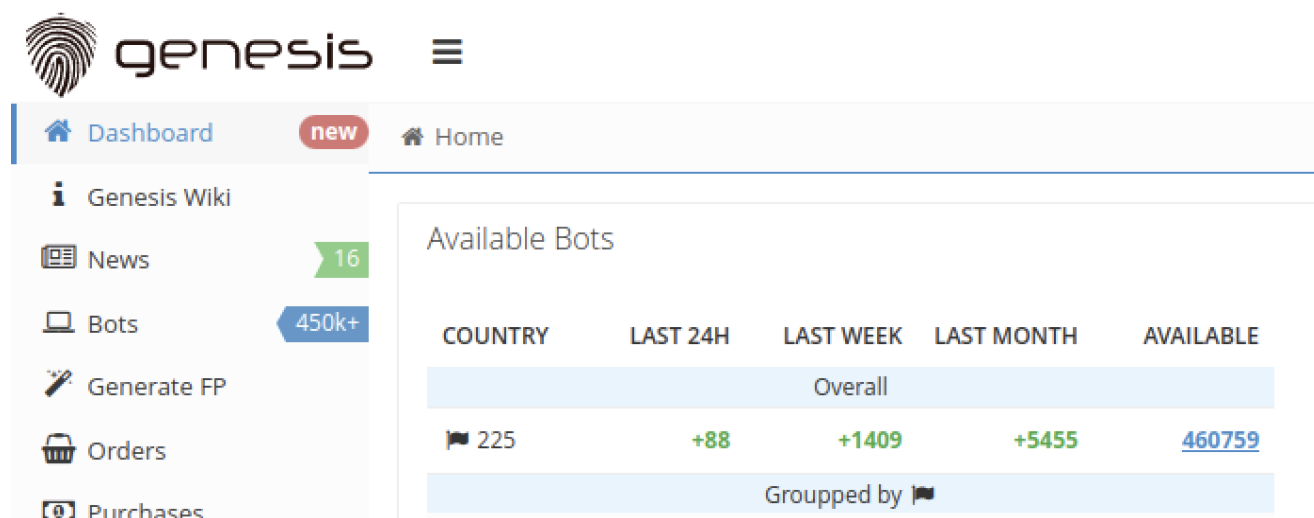 genesis
Dashboard new
Home
Genesis Wiki
News 16
Bots 450k+
Generate FP
Orders
Purchases
Available Bots
COUNTRY LAST 24H LAST WEEK LAST MONTH AVAILABLE
Overall
225 +88 +1409 +5455 460759
Groupped by